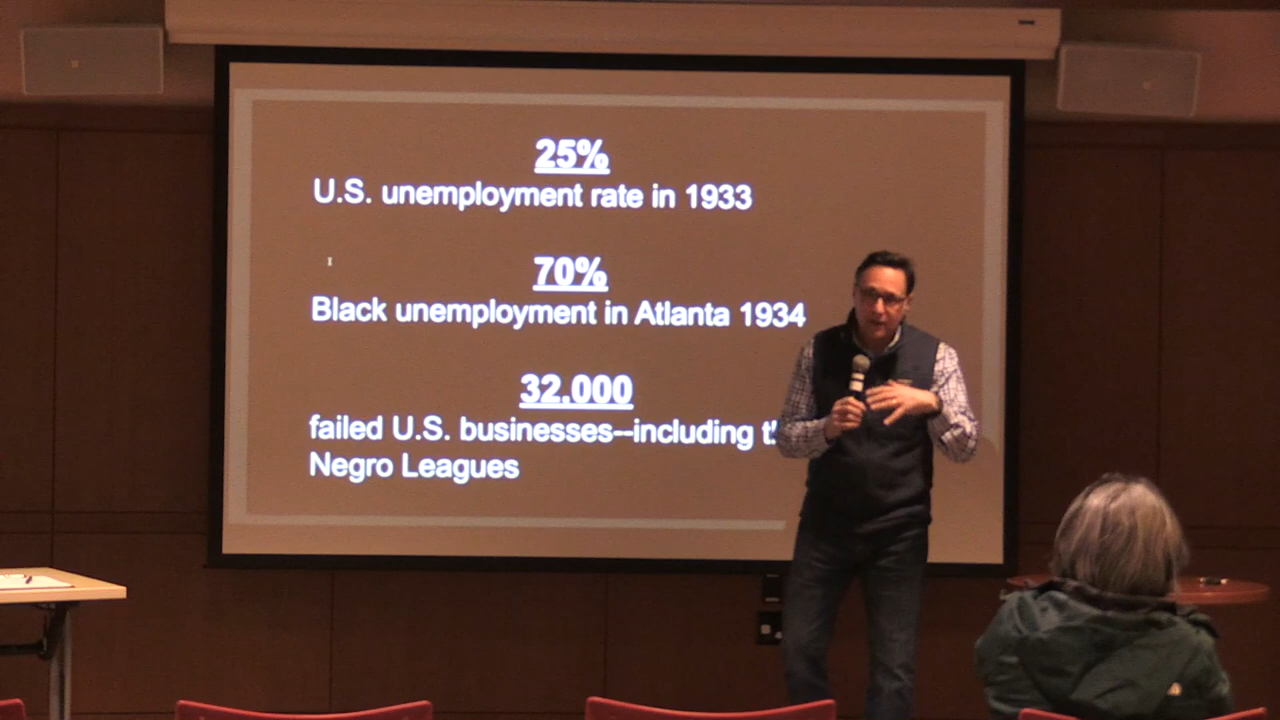 25%
U.S. unemployment rate in 1933
70%
Black unemployment in Atlanta 1934
32,000
failed U.S. businesses--including
Negro Leagues